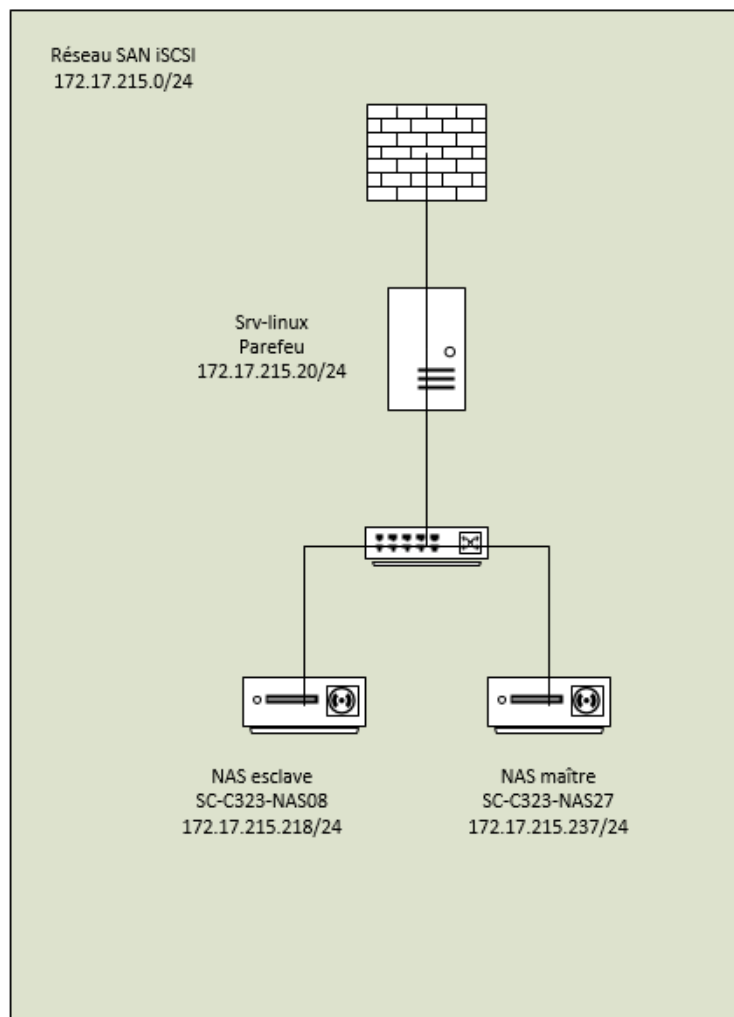 Réseau SAN iSCSI
172.17.215.0/24
Srv-linux
Parefeu
172.17.215.20/24
NAS esclave
SC-C323-NAS08
172.17.215.218/24
NAS maître
SC-C323-NAS27
172.17.215.237/24